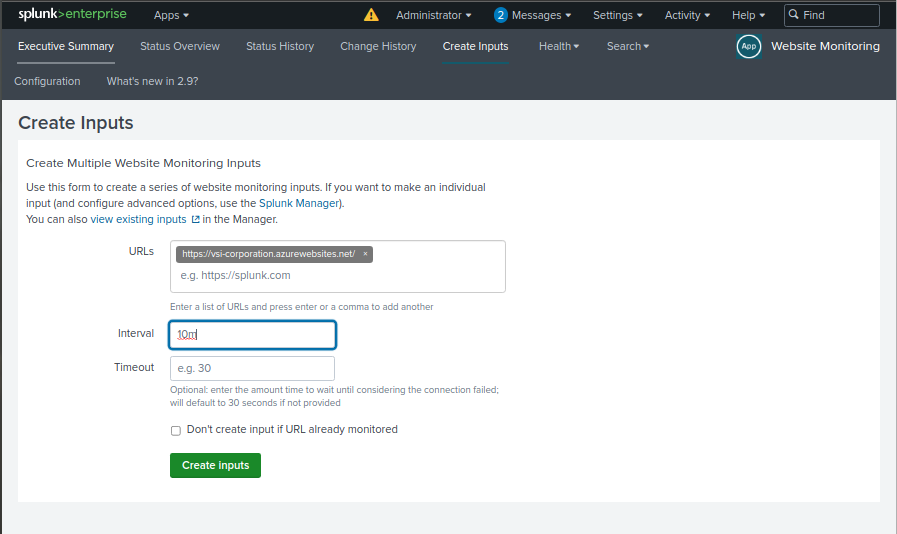 splunk>enterprise Apps Administrator 2 Messages Settings Activity Help Find
Executive Summary Status Overview Status History Change History Create Inputs Health Search App Website Monitoring
Configuration What's new in 2.9?
Create Inputs
Create Multiple Website Monitoring Inputs
Use this form to create a series of website monitoring inputs. If you want to make an individual
input (and configure advanced options, use the Splunk Manager).
You can also view existing inputs in the Manager.
URLs https://vsi-corporation.azurewebsites.net/ ×
e.g. https://splunk.com
Enter a list of URLs and press enter or a comma to add another
Interval 10m
Timeout e.g. 30
Optional: enter the amount time to wait until considering the connection failed;
will default to 30 seconds if not provided
Don't create input if URL already monitored
Create inputs